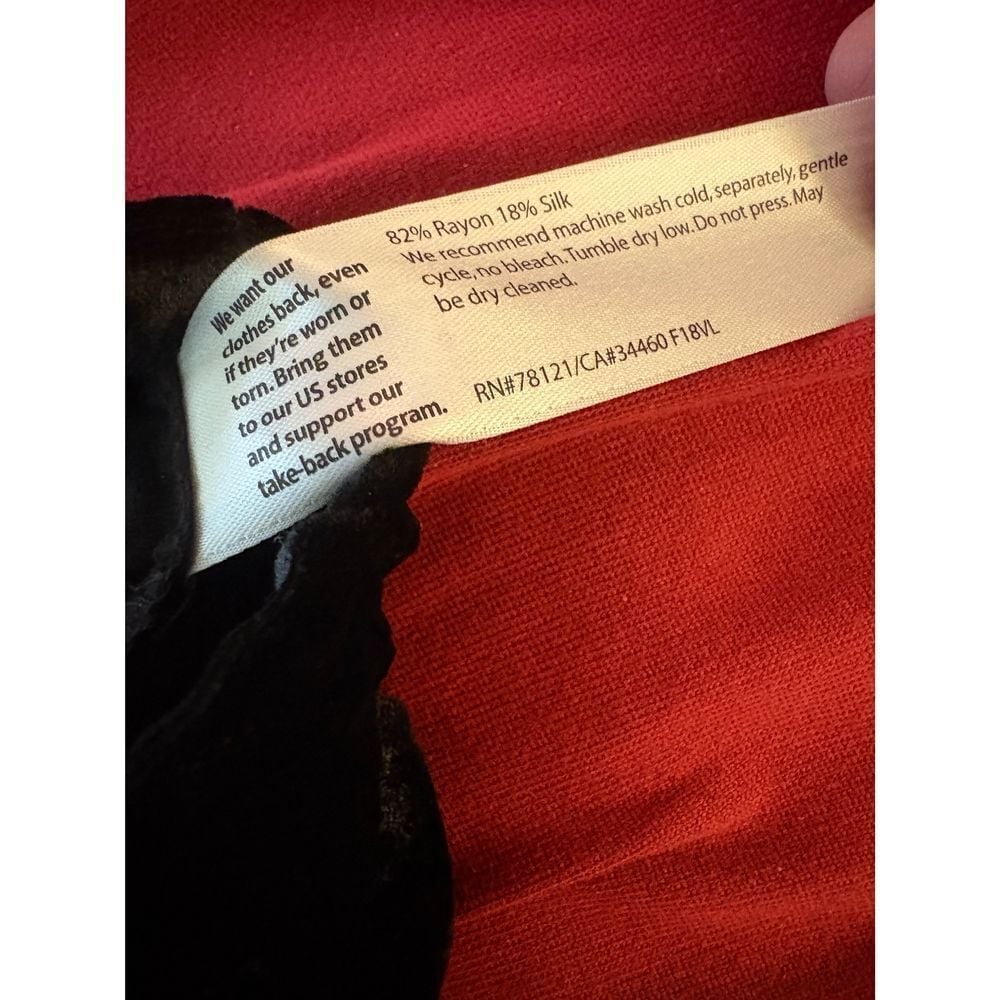 We want our
clothes back, even
if they're worn or
torn. Bring them
to our US stores
and support our
take-back program.
82% Rayon 18% Silk
We recommend machine wash cold, separately, gentle
cycle, no bleach. Tumble dry low. Do not press. May
be dry cleaned.
RN#78121/CA#34460 F18VL